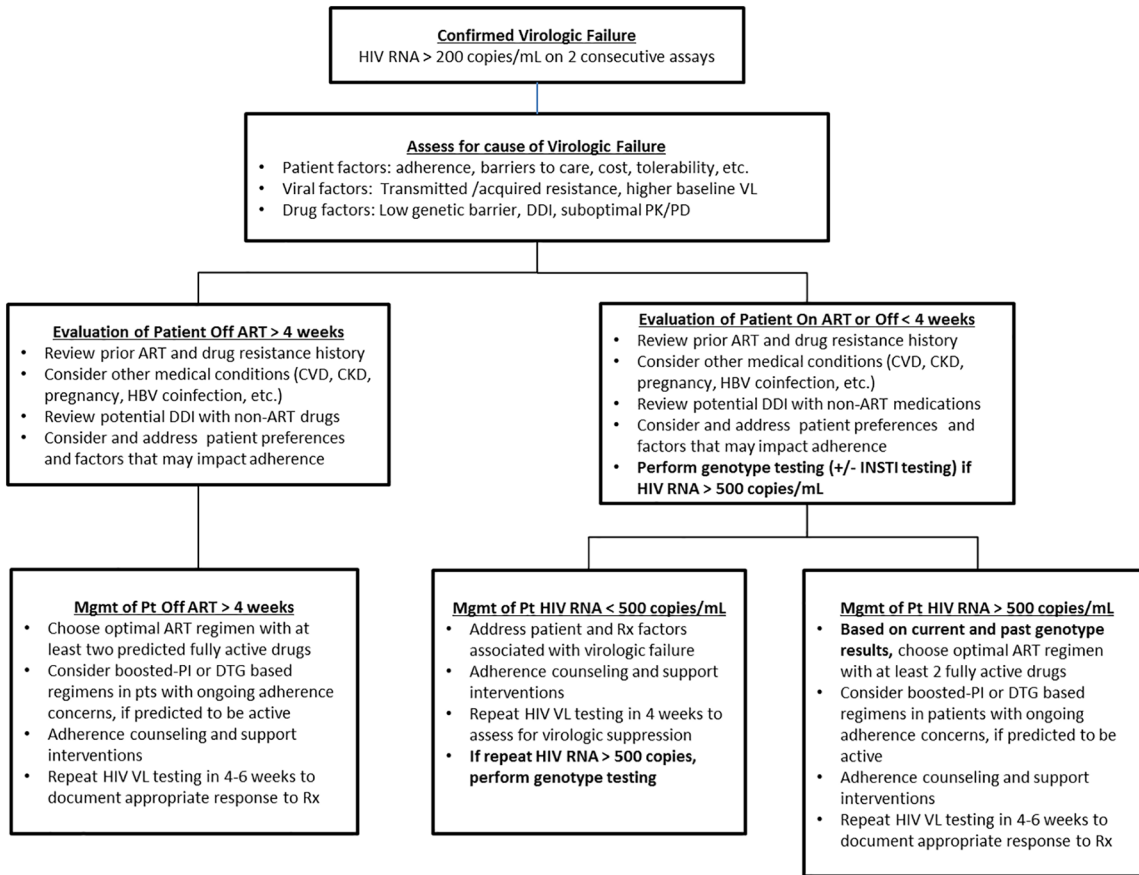 Confirmed Virologic Failure
HIV RNA > 200 copies/mL on 2 consecutive assays
Assess for cause of Virologic Failure
• Patient factors: adherence, barriers to care, cost, tolerability, etc.
• Viral factors: Transmitted /acquired resistance, higher baseline VL
• Drug factors: Low genetic barrier, DDI, suboptimal PK/PD
Evaluation of Patient Off ART > 4 weeks
• Review prior ART and drug resistance history
• Consider other medical conditions (CVD, CKD,
pregnancy, HBV coinfection, etc.)
• Review potential DDI with non-ART drugs
• Consider and address patient preferences
and factors that may impact adherence
Evaluation of Patient On ART or Off < 4 weeks
• Review prior ART and drug resistance history
• Consider other medical conditions (CVD, CKD,
pregnancy, HBV coinfection, etc.)
• Review potential DDI with non-ART medications
• Consider and address patient preferences and
factors that may impact adherence
• Perform genotype testing (+/- INSTI testing) if
HIV RNA > 500 copies/mL
Mgmt of Pt Off ART > 4 weeks
• Choose optimal ART regimen with at
least two predicted fully active drugs
• Consider boosted-PI or DTG based
regimens in pts with ongoing adherence
concerns, if predicted to be active
• Adherence counseling and support
interventions
• Repeat HIV VL testing in 4-6 weeks to
document appropriate response to Rx
Mgmt of Pt HIV RNA < 500 copies/mL
• Address patient and Rx factors
associated with virologic failure
• Adherence counseling and support
interventions
• Repeat HIV VL testing in 4 weeks to
assess for virologic suppression
• If repeat HIV RNA > 500 copies,
perform genotype testing
Mgmt of Pt HIV RNA > 500 copies/mL
• Based on current and past genotype
results, choose optimal ART regimen
with at least 2 fully active drugs
• Consider boosted-PI or DTG based
regimens in patients with ongoing
adherence concerns, if predicted to be
active
• Adherence counseling and support
interventions
• Repeat HIV VL testing in 4-6 weeks to
document appropriate response to Rx